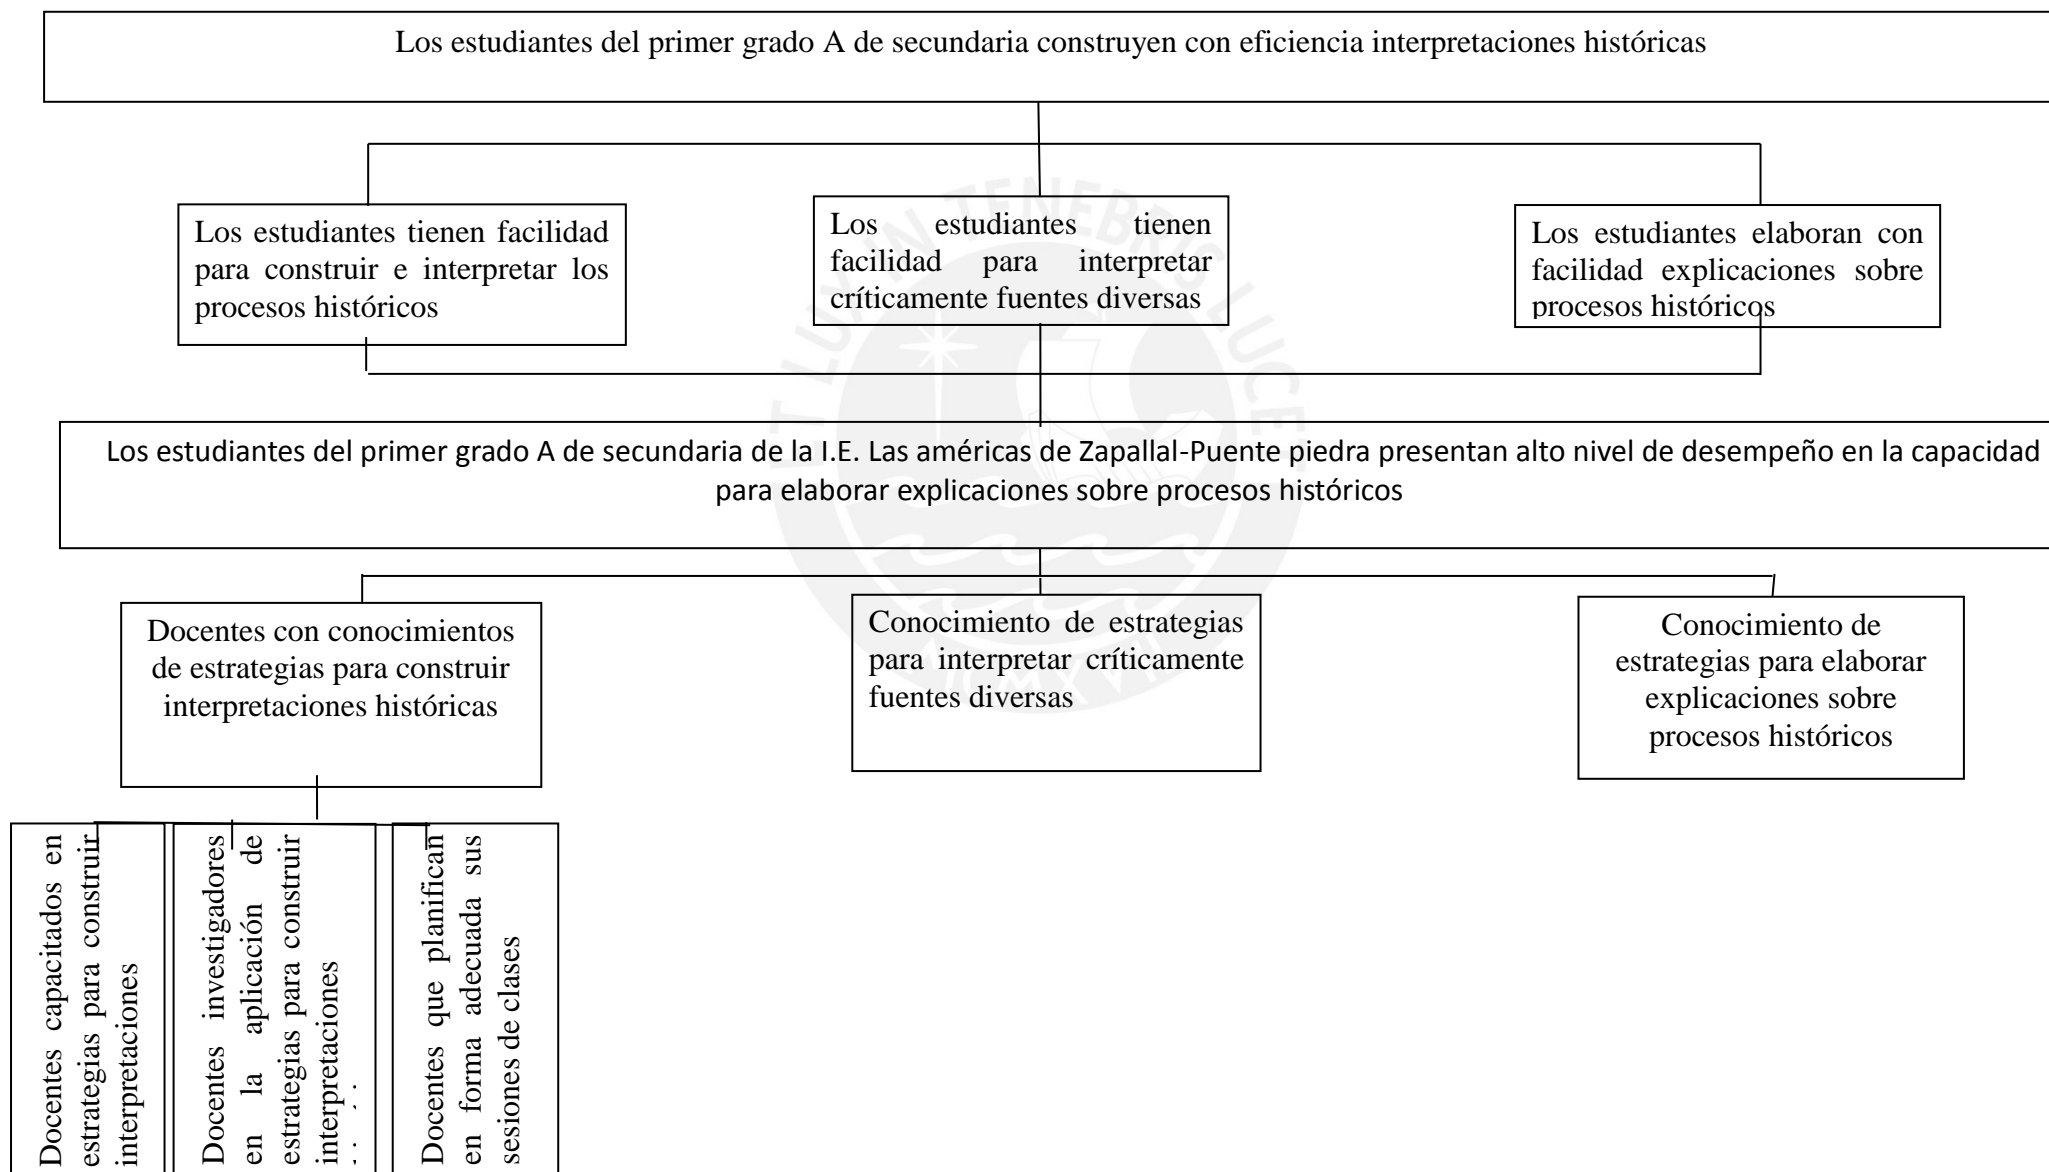 Los estudiantes del primer grado A de secundaria construyen con eficiencia interpretaciones históricas
Los estudiantes tienen facilidad
para construir e interpretar los
procesos históricos
Los estudiantes tienen
facilidad para interpretar
críticamente fuentes diversas
Los estudiantes elaboran con
facilidad explicaciones sobre
procesos históricos
ET LUX IN TENEBRIS LUCET
Los estudiantes del primer grado A de secundaria de la I.E. Las américas de Zapallal-Puente piedra presentan alto nivel de desempeño en la capacidad
para elaborar explicaciones sobre procesos históricos
Docentes con conocimientos
de estrategias para construir
interpretaciones históricas
Conocimiento de estrategias
para interpretar críticamente
fuentes diversas
Conocimiento de
estrategias para elaborar
explicaciones sobre
procesos históricos
MCMXVII
Docentes capacitados en
estrategias para construir
interpretaciones
Docentes investigadores
en la aplicación de
estrategias para construir
interpretaciones
Docentes que planifican
en forma adecuada sus
sesiones de clases